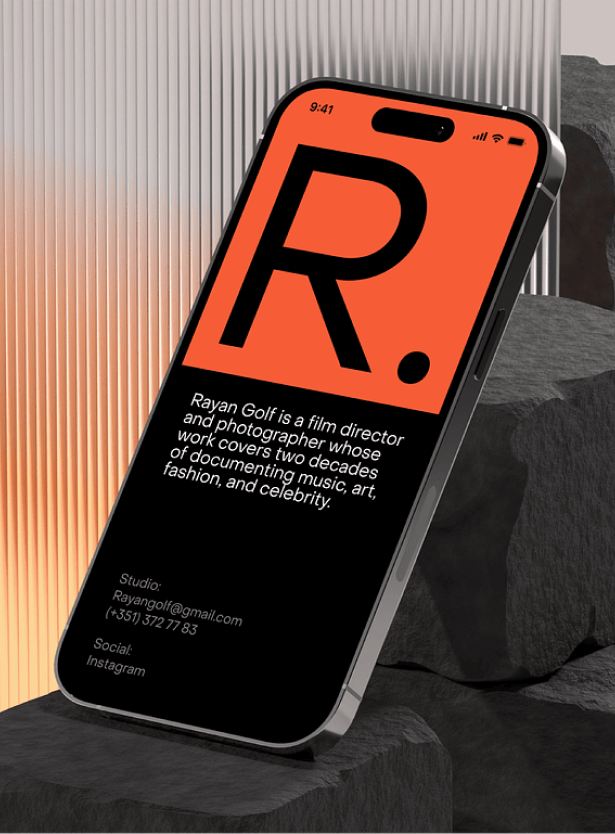 9:41
R.
Rayan Golf is a film director
and photographer whose
work covers two decades
of documenting music, art,
fashion, and celebrity.
Studio:
Rayangolf@gmail.com
(+351) 372 77 83
Social:
Instagram